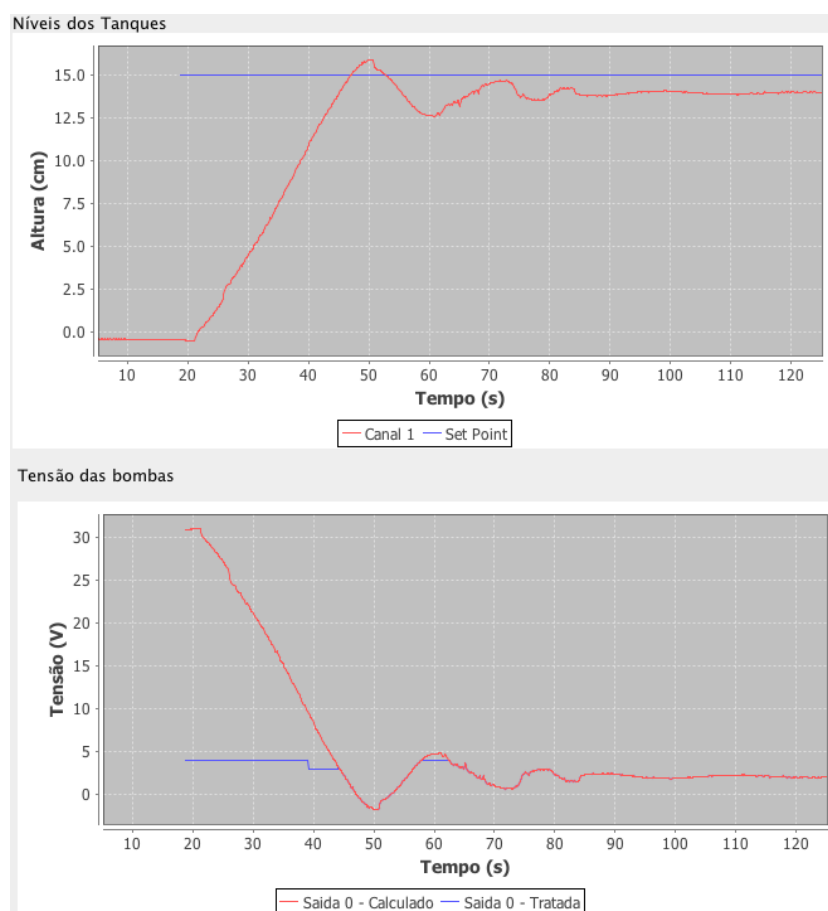 Níveis dos Tanques
15.0
12.5
10.0
7.5
5.0
2.5
0.0
Altura (cm)
10 20 30 40 50 60 70 80 90 100 110 120
Tempo (s)
Canal 1 Set Point
Tensão das bombas
30
25
20
15
10
5
0
Tensão (V)
10 20 30 40 50 60 70 80 90 100 110 120
Tempo (s)
Saida 0 - Calculado Saida 0 - Tratada